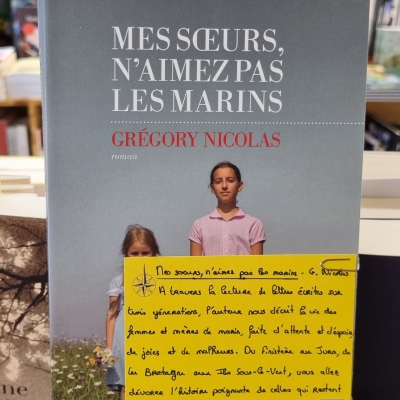 MES SŒURS,
N'AIMEZ PAS
LES MARINS
GRÉGORY NICOLAS
roman
Mes sœurs, n'aimez pas les marins - G. Nicolas
A travers la lecture de lettres écrites sur
trois générations, l'auteur nous décrit la vie des
femmes et mères de marin, faite d'attente et d'espoir,
de joies et de malheurs. Du Finistère au Jura, de
la Bretagne aux Iles Sous-le-Vent, vous allez
dévorer l'histoire poignante de celles qui restent
ne